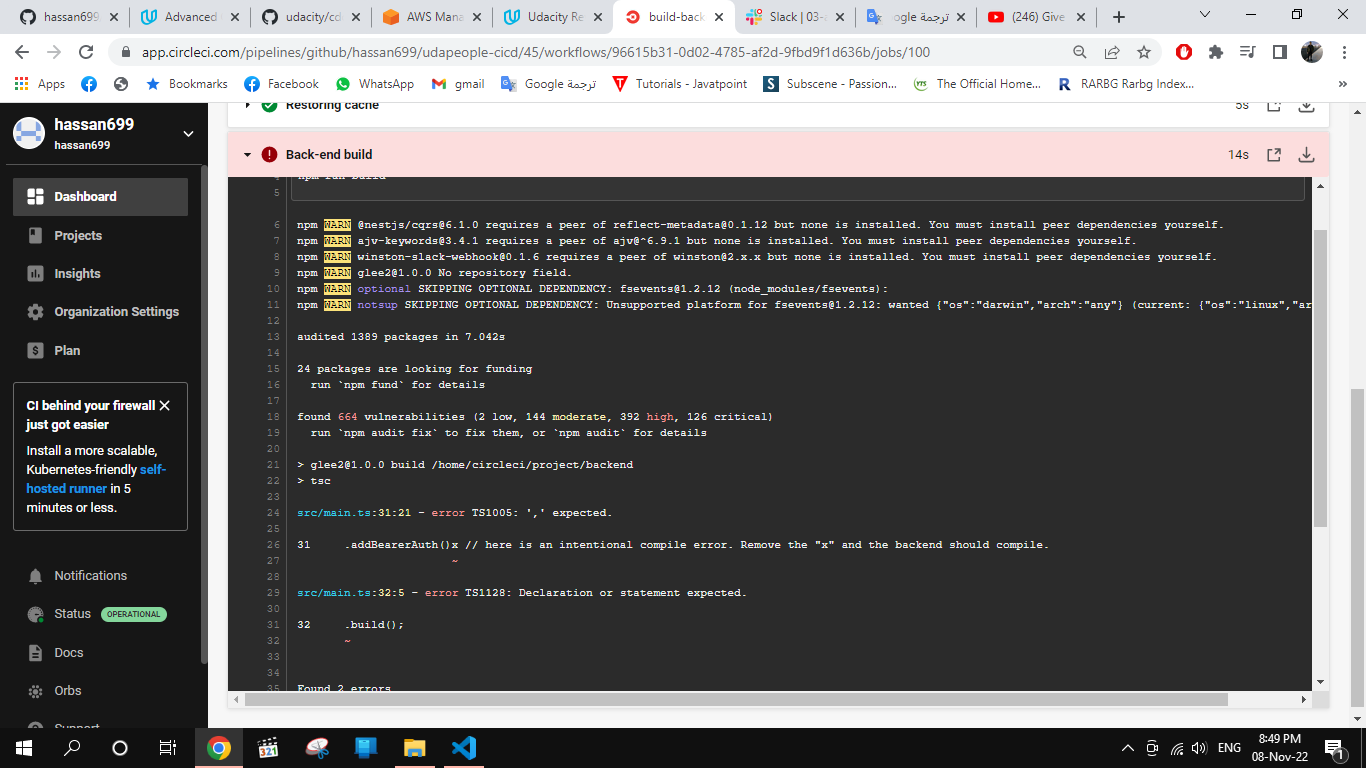 hassan699
Advanced
udacity/cd
AWS Mana
Udacity Re
build-back
Slack | 03-
ترجمة ogle
(246) Give
app.circleci.com/pipelines/github/hassan699/udapeople-cicd/45/workflows/96615b31-0d02-4785-af2d-9fbd9f1d636b/jobs/100
Apps
Bookmarks
Facebook
WhatsApp
gmail
Google ترجمة
Tutorials - Javatpoint
Subscene - Passion...
The Official Home...
RARBG Rarbg Index...
»
hassan699
hassan699
Dashboard
Projects
Insights
Organization Settings
Plan
CI behind your firewall
just got easier
Install a more scalable,
Kubernetes-friendly self-
hosted runner in 5
minutes or less.
Notifications
Status OPERATIONAL
Docs
Orbs
Support
Restoring cache 5s
Back-end build 14s
4 npm run build
5
6 npm WARN @nestjs/cqrs@6.1.0 requires a peer of reflect-metadata@0.1.12 but none is installed. You must install peer dependencies yourself.
7 npm WARN ajv-keywords@3.4.1 requires a peer of ajv@^6.9.1 but none is installed. You must install peer dependencies yourself.
8 npm WARN winston-slack-webhook@0.1.6 requires a peer of winston@2.x.x but none is installed. You must install peer dependencies yourself.
9 npm WARN glee2@1.0.0 No repository field.
10 npm WARN optional SKIPPING OPTIONAL DEPENDENCY: fsevents@1.2.12 (node_modules/fsevents):
11 npm WARN notsup SKIPPING OPTIONAL DEPENDENCY: Unsupported platform for fsevents@1.2.12: wanted {"os":"darwin","arch":"any"} (current: {"os":"linux","ar
12
13 audited 1389 packages in 7.042s
14
15 24 packages are looking for funding
16 run `npm fund` for details
17
18 found 664 vulnerabilities (2 low, 144 moderate, 392 high, 126 critical)
19 run `npm audit fix` to fix them, or `npm audit` for details
20
21 > glee2@1.0.0 build /home/circleci/project/backend
22 > tsc
23
24 src/main.ts:31:21 - error TS1005: ',' expected.
25
26 31 .addBearerAuth()x // here is an intentional compile error. Remove the "x" and the backend should compile.
27 ~
28
29 src/main.ts:32:5 - error TS1128: Declaration or statement expected.
30
31 32 .build();
32 ~
33
34
35 Found 2 errors
ENG
8:49 PM
08-Nov-22
1